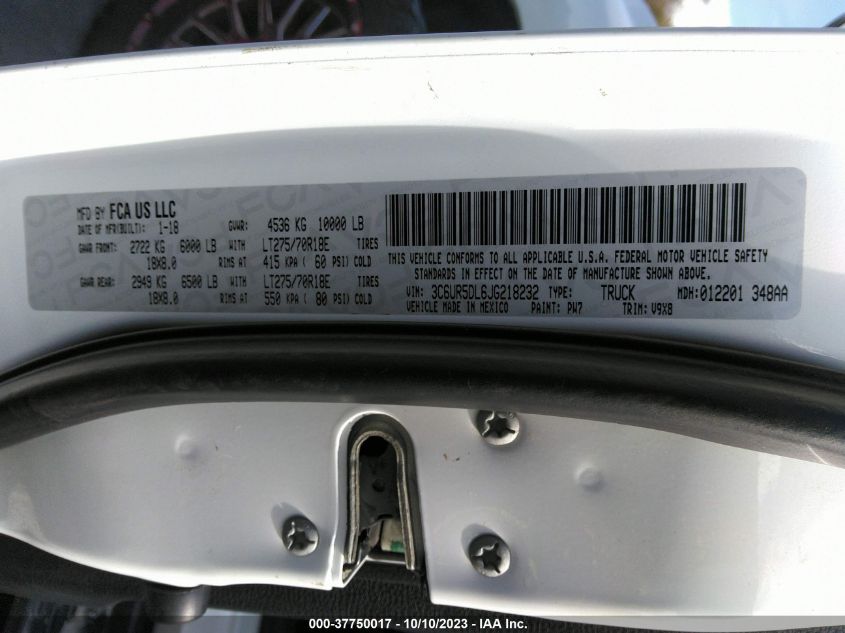 MFD BY FCA US LLC
DATE OF MFR(BUILT): 1-18 GVWR: 4536 KG 10000 LB
GAWR FRONT: 2722 KG 6000 LB WITH LT275/70R18E TIRES
18X8.0 RIMS AT 415 KPA ( 60 PSI) COLD
GAWR REAR: 2949 KG 6500 LB WITH LT275/70R18E TIRES
18X8.0 RIMS AT 550 KPA ( 80 PSI) COLD
THIS VEHICLE CONFORMS TO ALL APPLICABLE U.S.A. FEDERAL MOTOR VEHICLE SAFETY
STANDARDS IN EFFECT ON THE DATE OF MANUFACTURE SHOWN ABOVE.
VIN: 3C6UR5DL6JG218232 TYPE: TRUCK MDH: 012201 348AA
VEHICLE MADE IN MEXICO PAINT: PW7 TRIM: V9X8
000-37750017 - 10/10/2023 - IAA Inc.